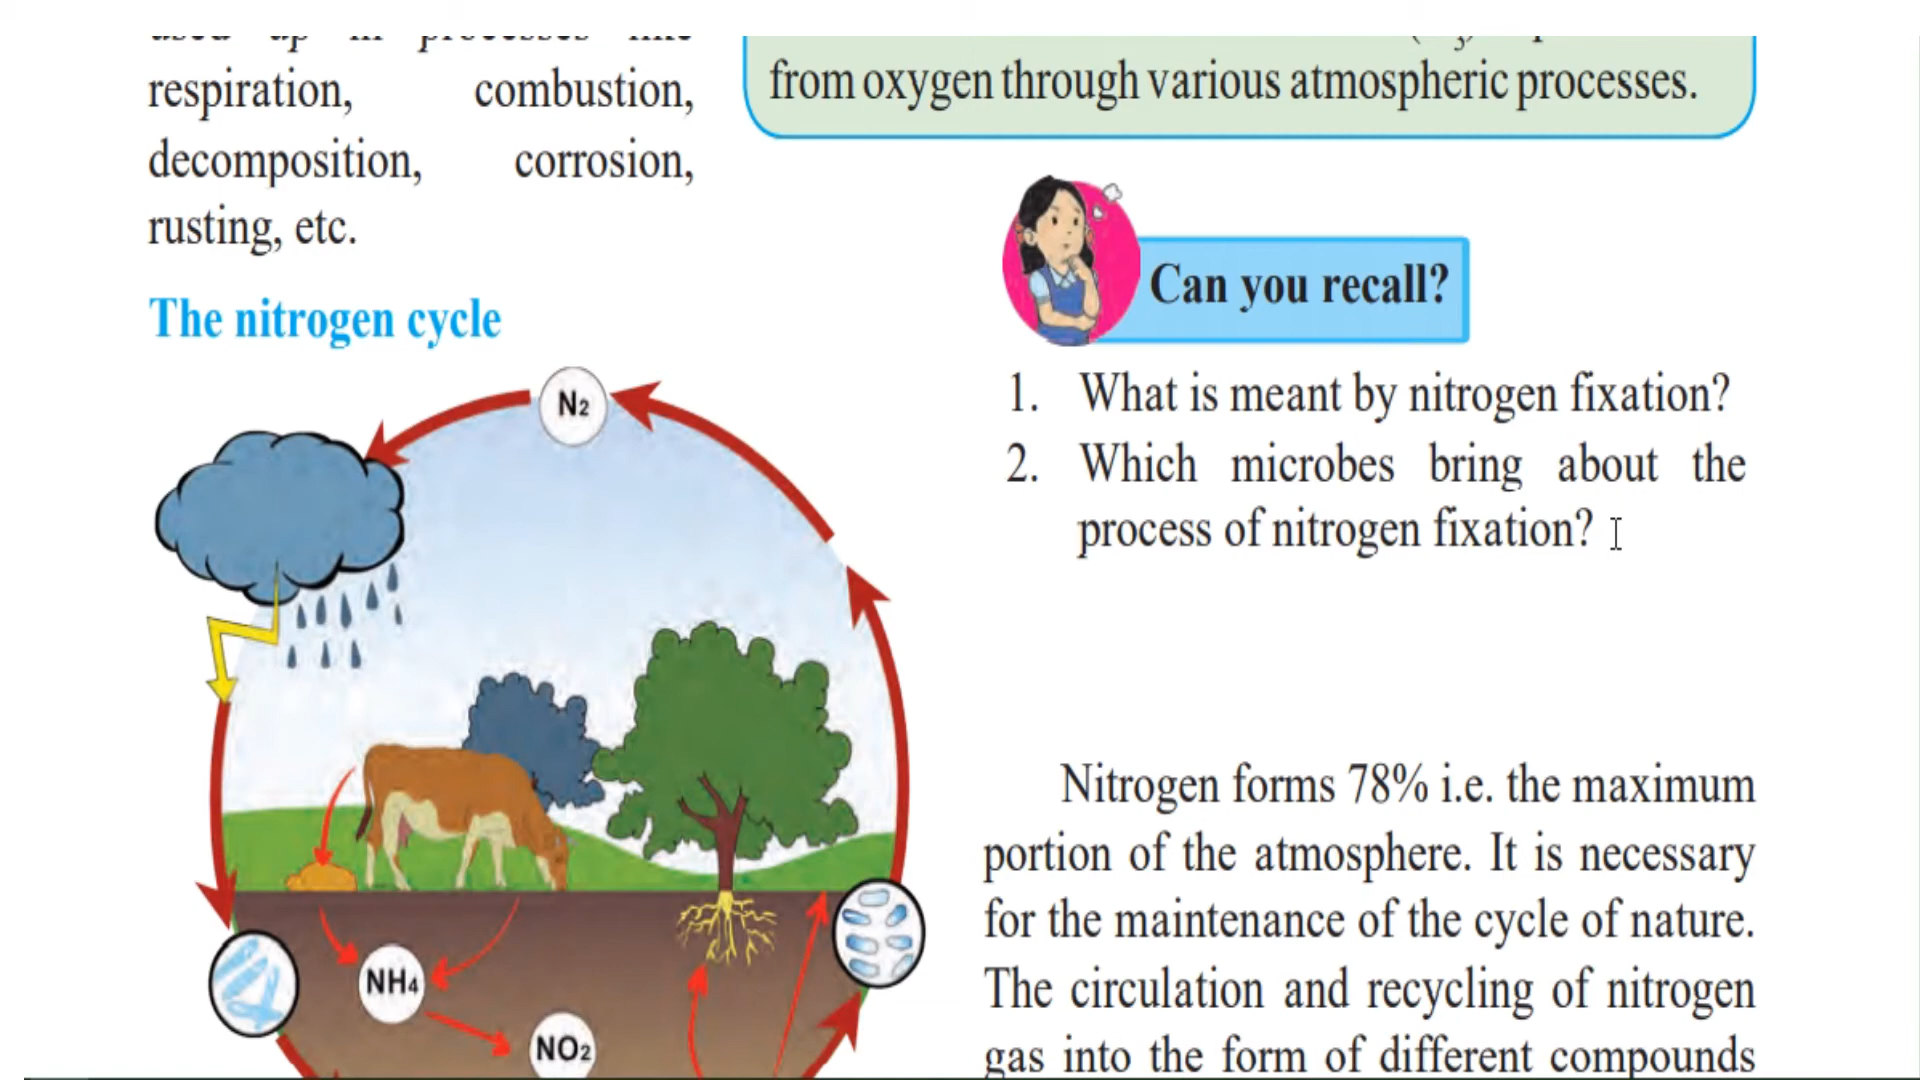 respiration, combustion,
decomposition, corrosion,
rusting, etc.
The nitrogen cycle
N2
NH4
NO2
from oxygen through various atmospheric processes.
Can you recall?
1. What is meant by nitrogen fixation?
2. Which microbes bring about the
process of nitrogen fixation?
Nitrogen forms 78% i.e. the maximum
portion of the atmosphere. It is necessary
for the maintenance of the cycle of nature.
The circulation and recycling of nitrogen
gas into the form of different compounds